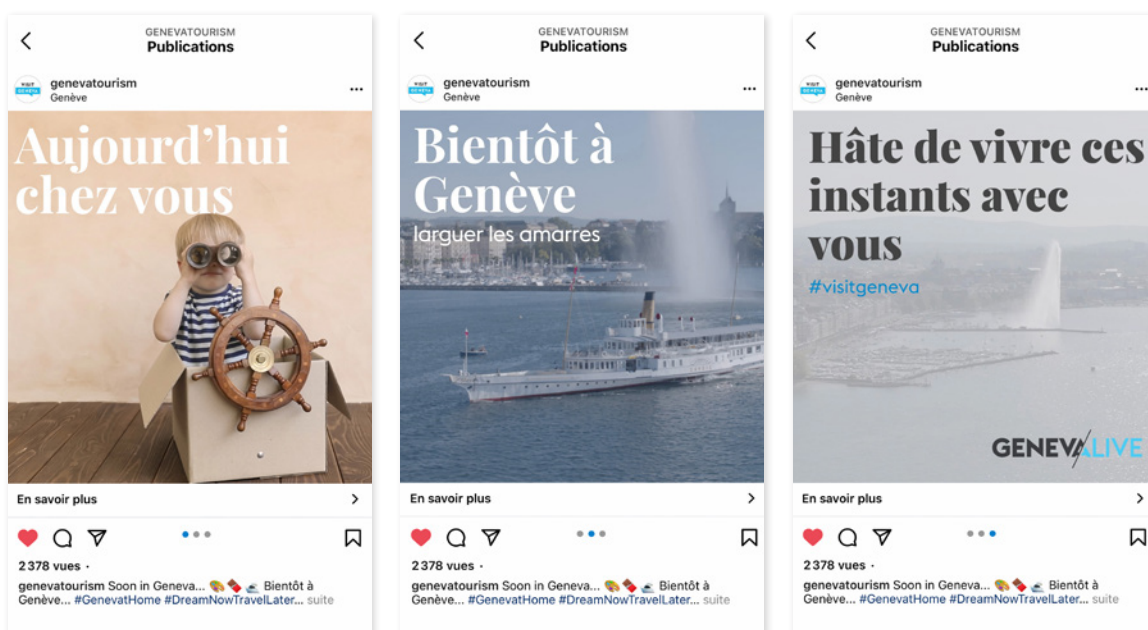 GENEVATOURISM
Publications
genevatourism
Genève
Aujourd’hui
chez vous
En savoir plus
2 378 vues ·
genevatourism Soon in Geneva... 🎨 🍫 🛥 Bientôt à
Genève... #GenevatHome #DreamNowTravelLater... suite
GENEVATOURISM
Publications
genevatourism
Genève
Bientôt à
Genève
larguer les amarres
En savoir plus
2 378 vues ·
genevatourism Soon in Geneva... 🎨 🍫 🛥 Bientôt à
Genève... #GenevatHome #DreamNowTravelLater... suite
GENEVATOURISM
Publications
genevatourism
Genève
Hâte de vivre ces
instants avec
vous
#visitgeneva
GENEVALIVE
En savoir plus
2 378 vues ·
genevatourism Soon in Geneva... 🎨 🍫 🛥 Bientôt à
Genève... #GenevatHome #DreamNowTravelLater... suite